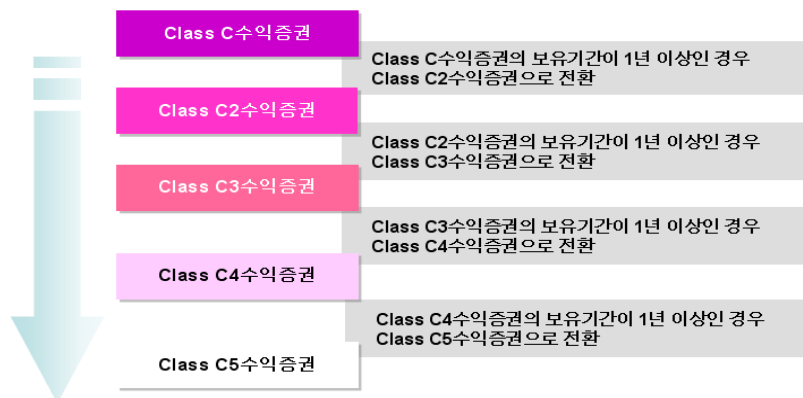 Class C수익증권
Class C수익증권의 보유기간이 1년 이상인 경우
Class C2수익증권으로 전환
Class C2수익증권
Class C2수익증권의 보유기간이 1년 이상인 경우
Class C3수익증권으로 전환
Class C3수익증권
Class C3수익증권의 보유기간이 1년 이상인 경우
Class C4수익증권으로 전환
Class C4수익증권
Class C4수익증권의 보유기간이 1년 이상인 경우
Class C5수익증권으로 전환
Class C5수익증권